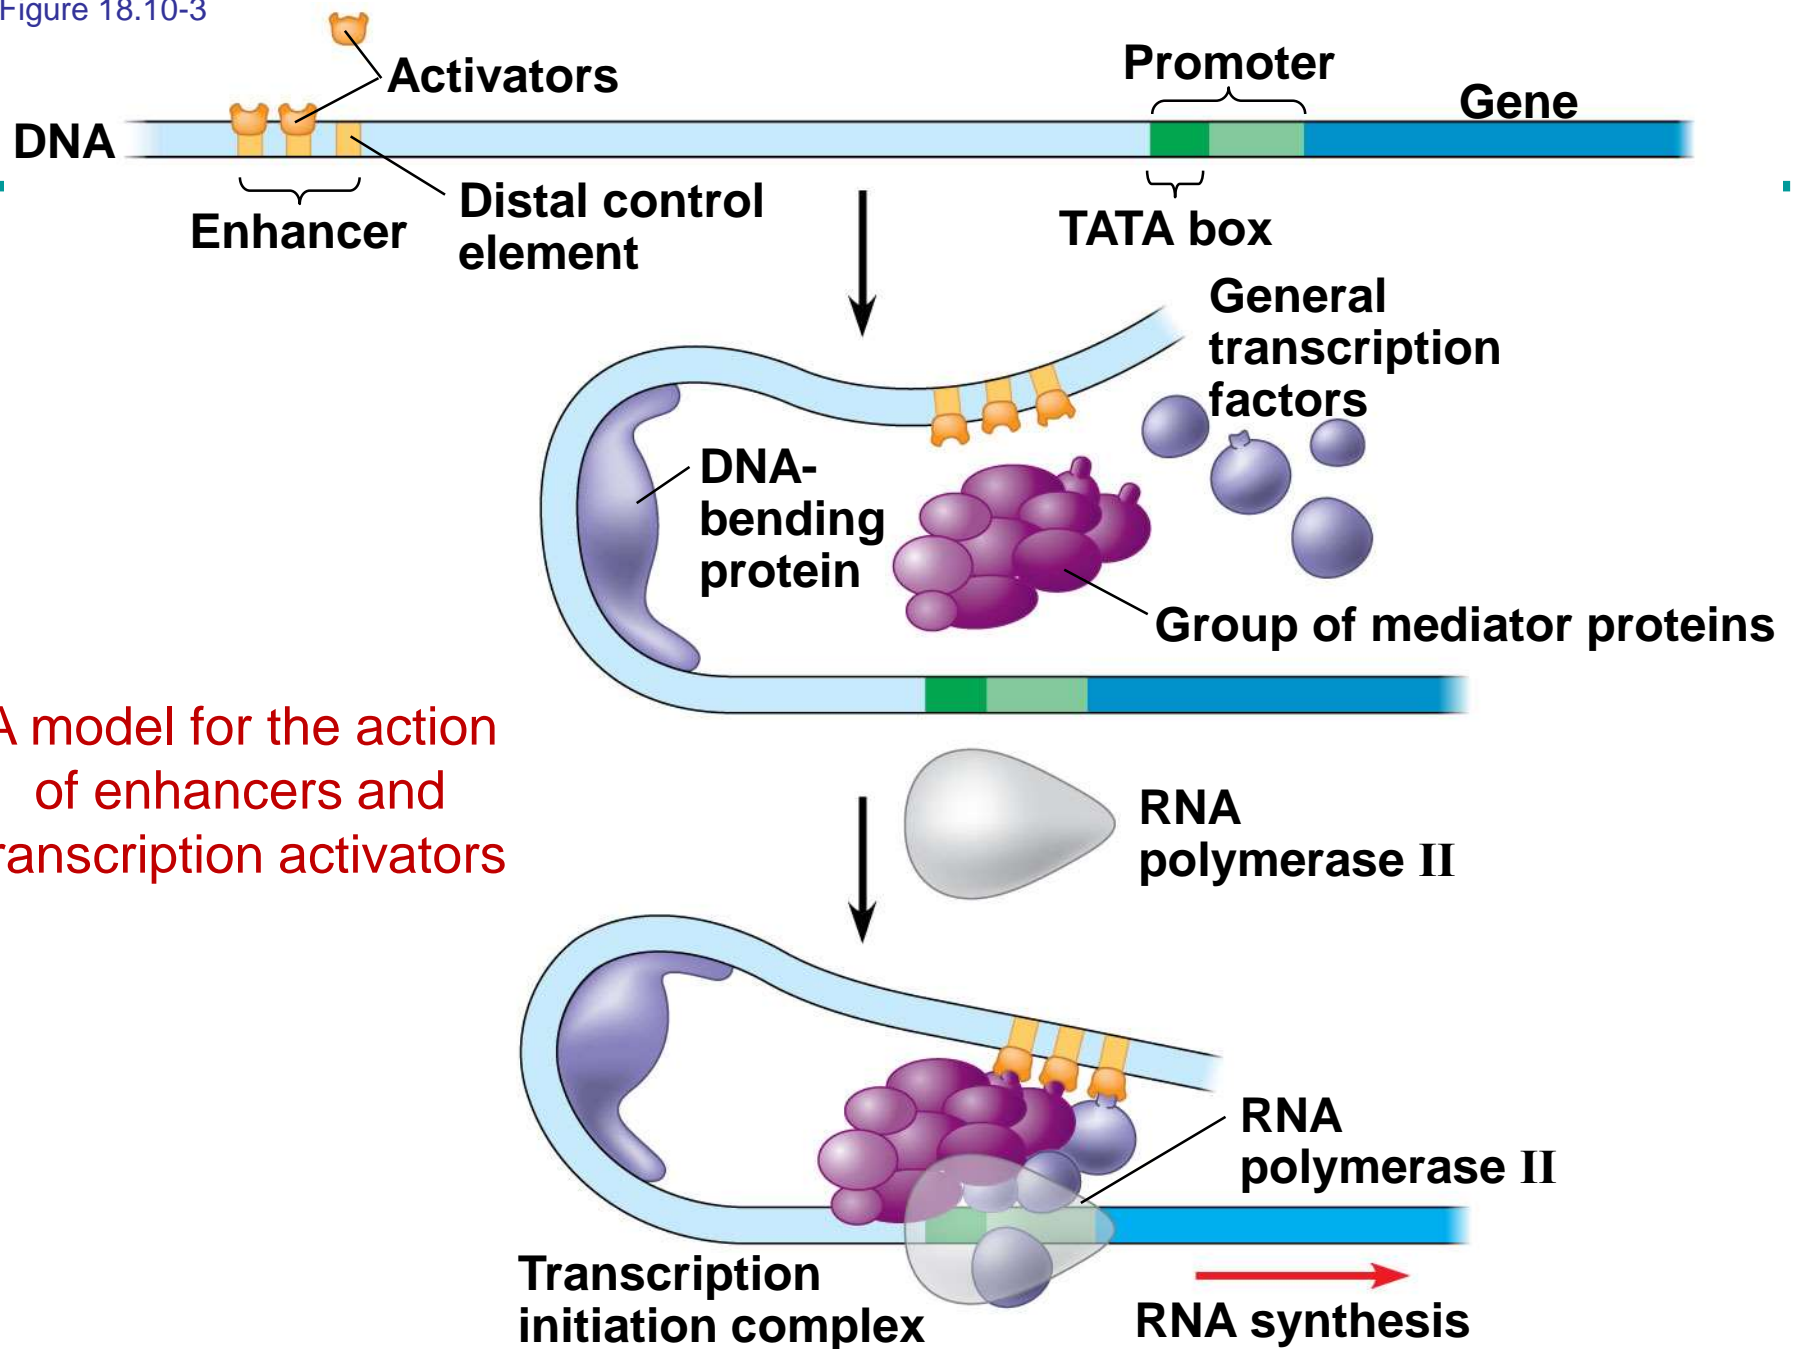 Figure 18.10-3
Activators
Promoter
Gene
DNA
Enhancer
Distal control
element
TATA box
General
transcription
factors
DNA-
bending
protein
Group of mediator proteins
A model for the action
of enhancers and
ranscription activators
RNA
polymerase II
RNA
polymerase II
Transcription
initiation complex
RNA synthesis